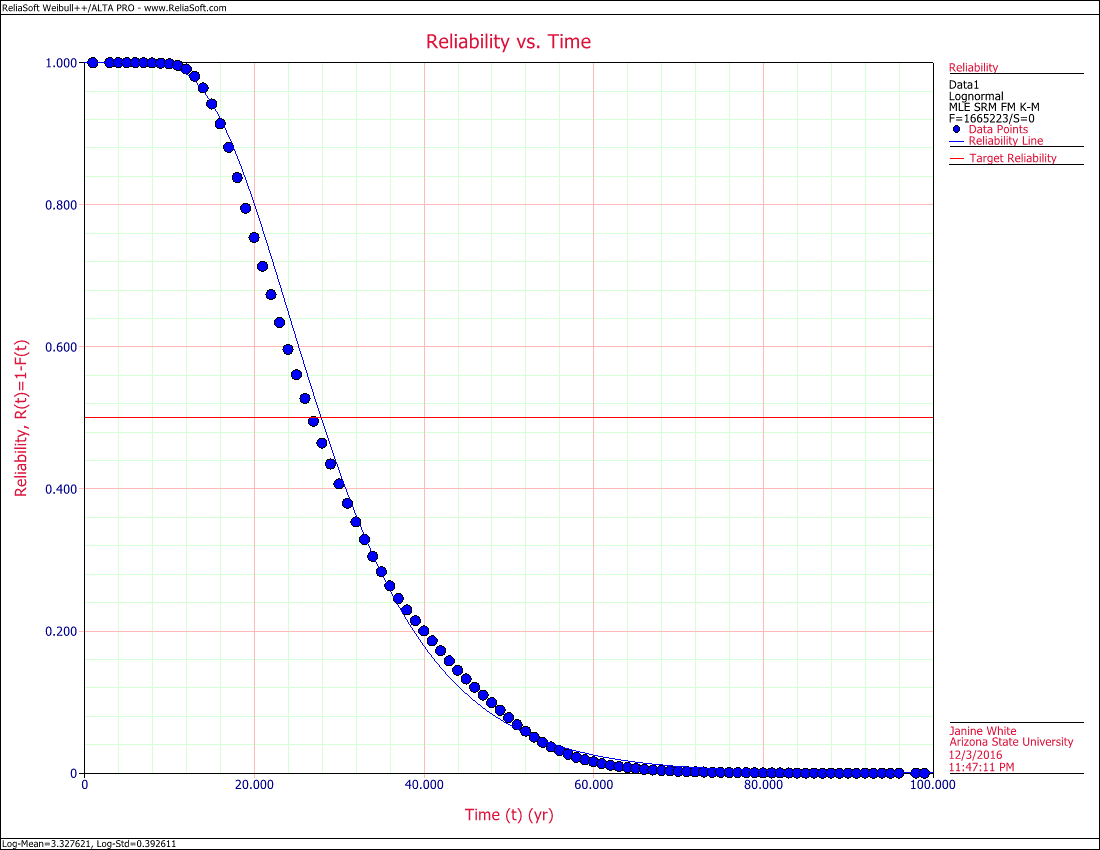 ReliaSoft Weibull++/ALTA PRO - www.ReliaSoft.com
Reliability vs. Time
Reliability, R(t)=1-F(t)
1.000
0.800
0.600
0.400
0.200
0
0
20.000
40.000
60.000
80.000
100.000
Time (t) (yr)
Reliability
Data1
Lognormal
MLE SRM FM K-M
F=1665223/S=0
Data Points
Reliability Line
Target Reliability
Janine White
Arizona State University
12/3/2016
11:47:11 PM
Log-Mean=3.327621, Log-Std=0.392611